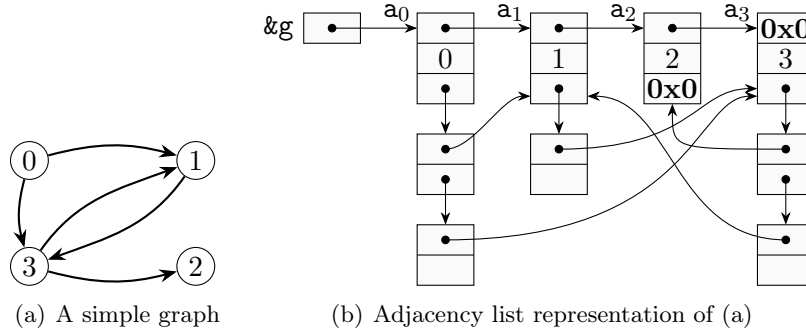 &g a₀ a₁ a₂ a₃ 0x0
0 1 2 3
0x0
0 1
3 2
(a) A simple graph
(b) Adjacency list representation of (a)